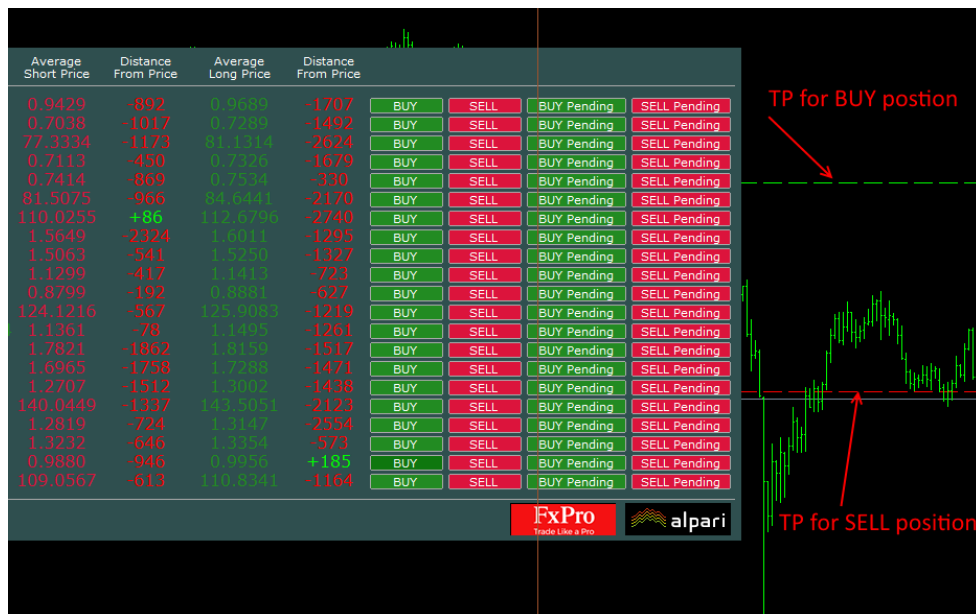 Average Distance Average Distance
Short Price From Price Long Price From Price
0.9429 -892 0.9689 -1707 BUY SELL BUY Pending SELL Pending
0.7038 -1017 0.7289 -1492 BUY SELL BUY Pending SELL Pending
77.3334 -1173 81.1314 -2624 BUY SELL BUY Pending SELL Pending
0.7113 -450 0.7326 -1679 BUY SELL BUY Pending SELL Pending
0.7414 -869 0.7534 -330 BUY SELL BUY Pending SELL Pending
81.5075 -966 84.6441 -2170 BUY SELL BUY Pending SELL Pending
110.0255 +86 112.6796 -2740 BUY SELL BUY Pending SELL Pending
1.5649 -2324 1.6011 -1295 BUY SELL BUY Pending SELL Pending
1.5063 -541 1.5250 -1327 BUY SELL BUY Pending SELL Pending
1.1299 -417 1.1413 -723 BUY SELL BUY Pending SELL Pending
0.8799 -192 0.8881 -627 BUY SELL BUY Pending SELL Pending
124.1216 -567 125.9083 -1219 BUY SELL BUY Pending SELL Pending
1.1361 -78 1.1495 -1261 BUY SELL BUY Pending SELL Pending
1.7821 -1862 1.8159 -1517 BUY SELL BUY Pending SELL Pending
1.6965 -1758 1.7288 -1471 BUY SELL BUY Pending SELL Pending
1.2707 -1512 1.3002 -1438 BUY SELL BUY Pending SELL Pending
140.0449 -1337 143.5051 -2123 BUY SELL BUY Pending SELL Pending
1.2819 -724 1.3147 -2554 BUY SELL BUY Pending SELL Pending
1.3232 -646 1.3354 -573 BUY SELL BUY Pending SELL Pending
0.9880 -946 0.9956 +185 BUY SELL BUY Pending SELL Pending
109.0567 -613 110.8341 -1164 BUY SELL BUY Pending SELL Pending
FxPro
Trade Like a Pro
alpari
TP for BUY postion
TP for SELL position